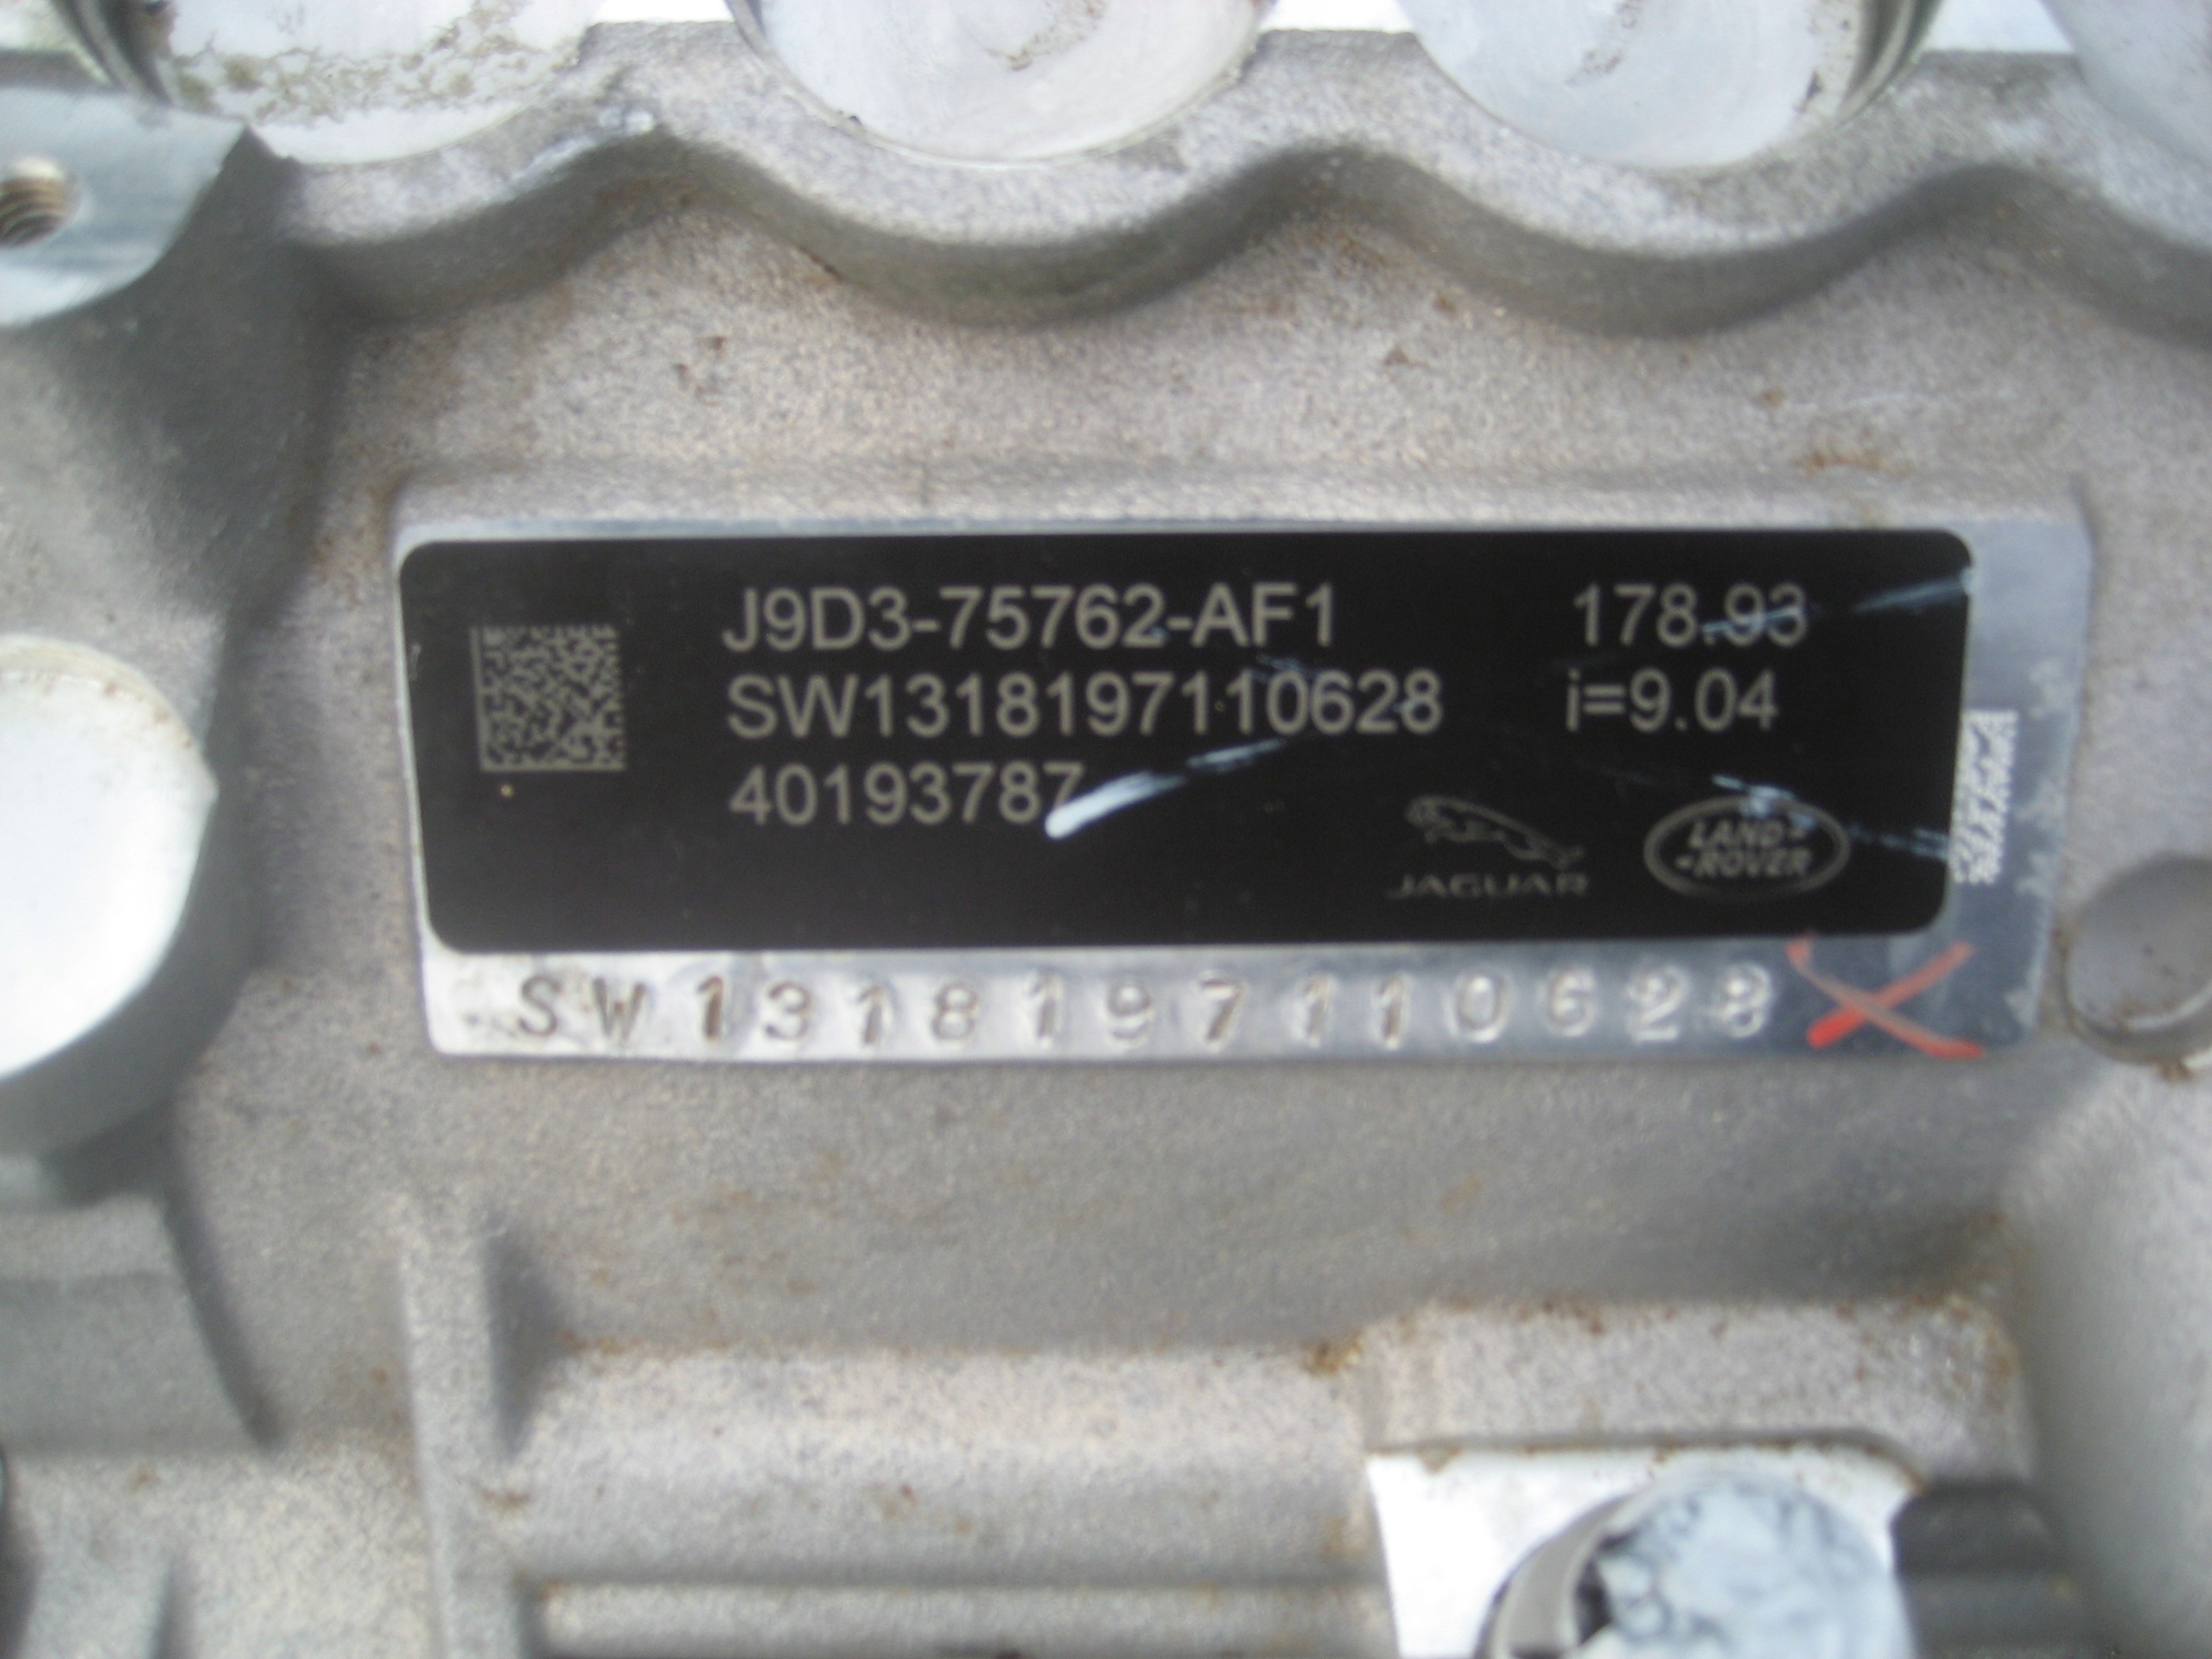 J9D3-75762-AF1 178.93
SW1318197110628 i=9.04
40193787
JAGUAR
LAND-
-ROVER
SW1318197110628